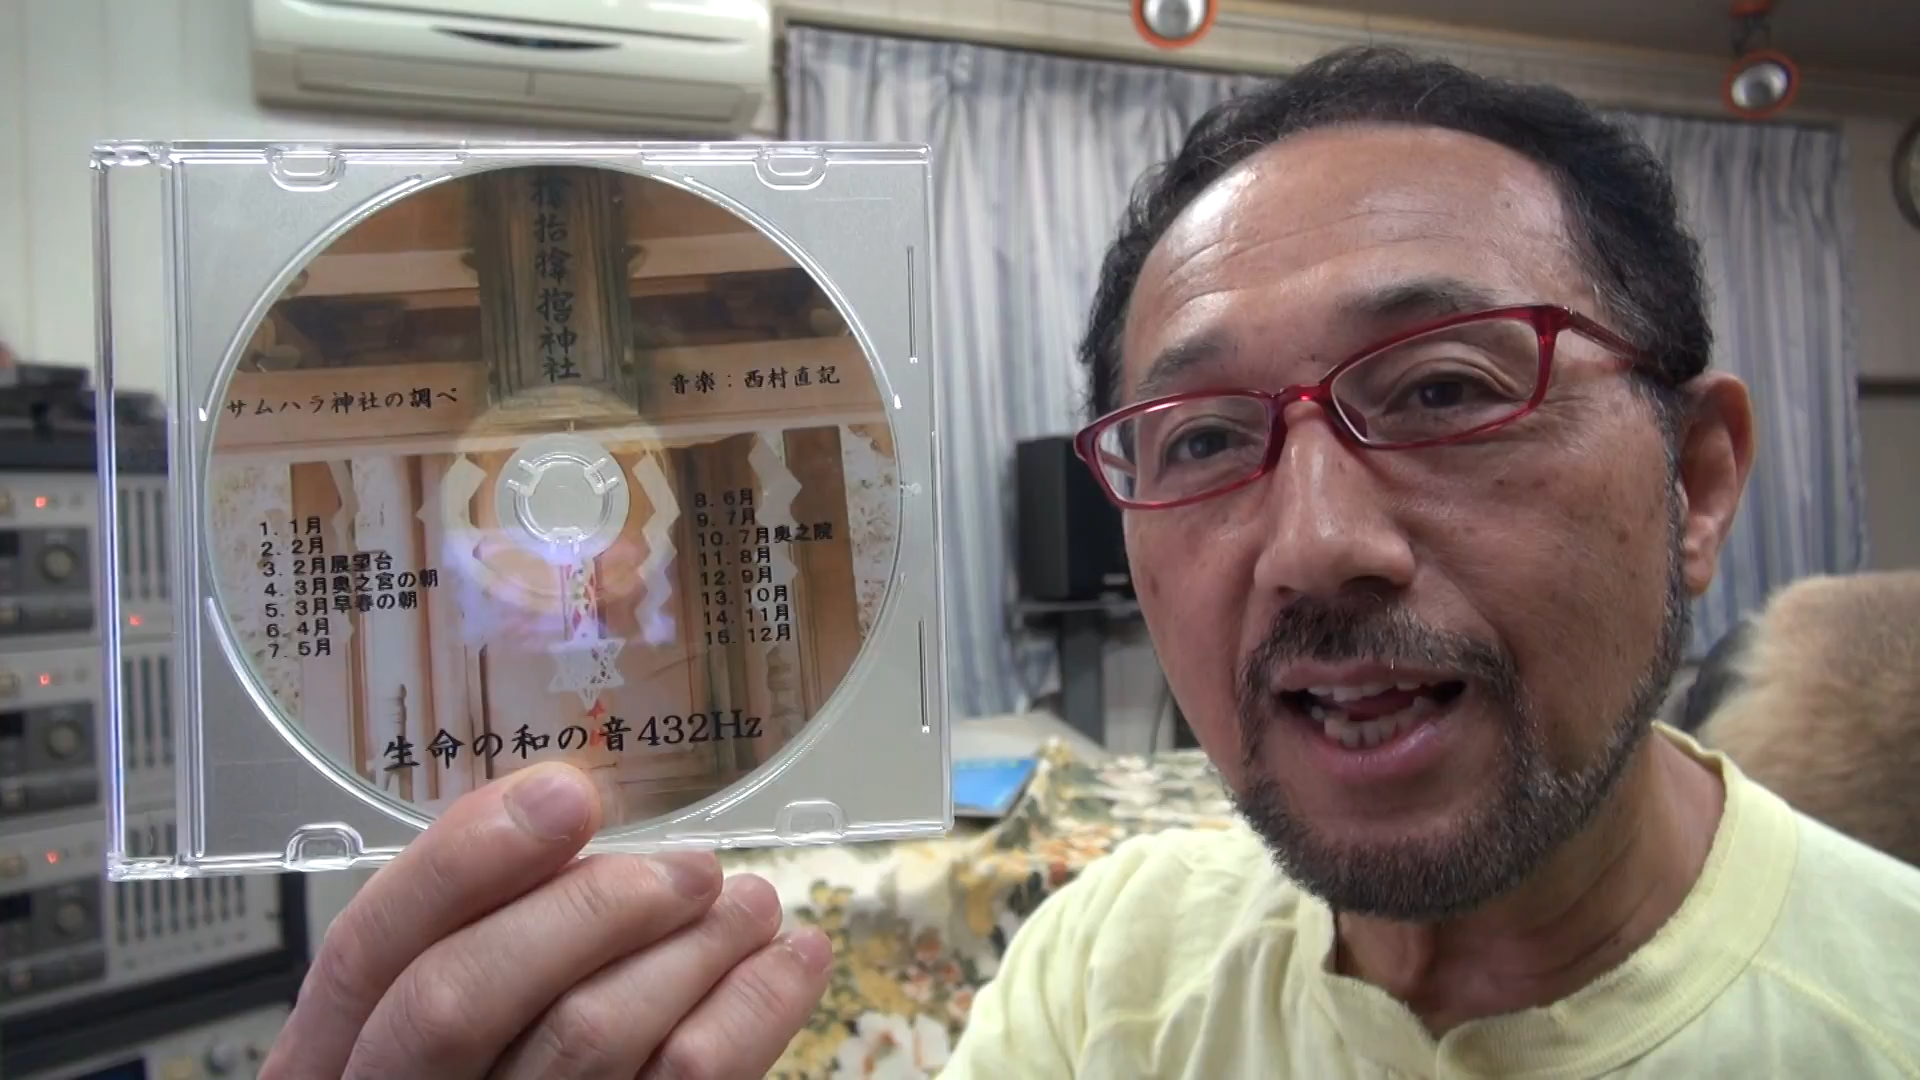 神社
サムハラ神社の調べ
音楽:西村直記
1. 1月
2. 2月
3. 2月展望台
4. 3月奥之宮の朝
5. 3月早春の朝
6. 4月
7. 5月
8. 6月
9. 7月
10. 7月奥之院
11. 8月
12. 9月
13. 10月
14. 11月
15. 12月
生命の和の音432Hz